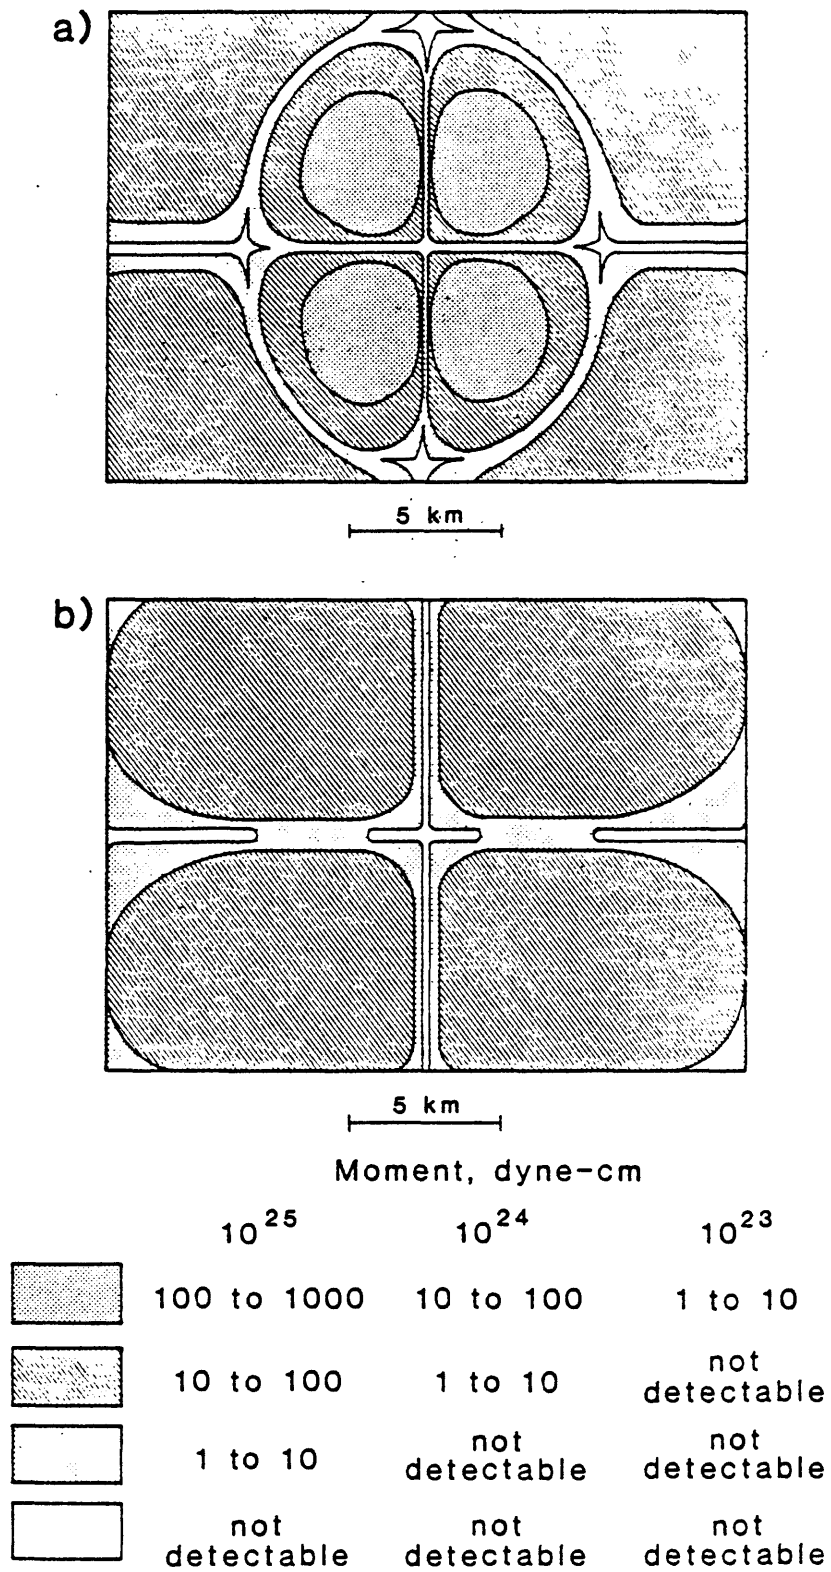 a)
5 km
b)
5 km
Moment, dyne-cm
10^25 10^24 10^23
100 to 1000 10 to 100 1 to 10
10 to 100 1 to 10 not detectable
1 to 10 not detectable not detectable
not detectable not detectable not detectable